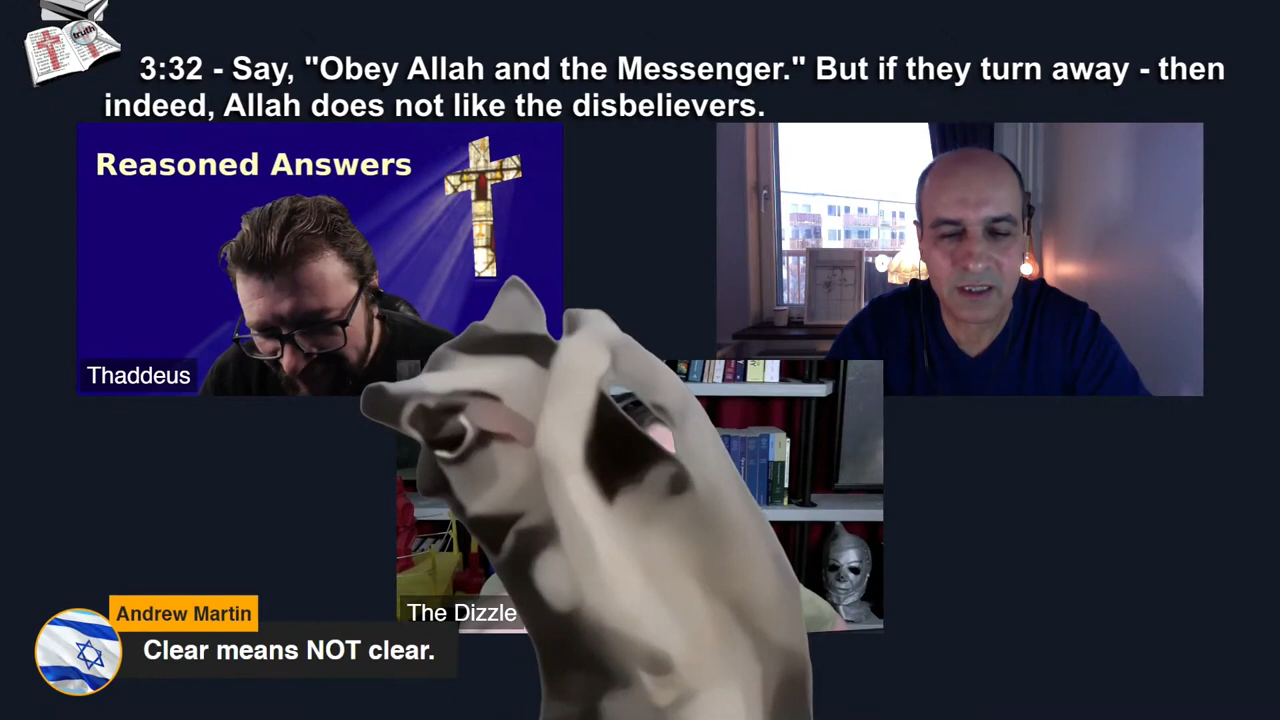 truth
3:32 - Say, "Obey Allah and the Messenger." But if they turn away - then
indeed, Allah does not like the disbelievers.
Reasoned Answers
Thaddeus
The Dizzle
Andrew Martin
Clear means NOT clear.